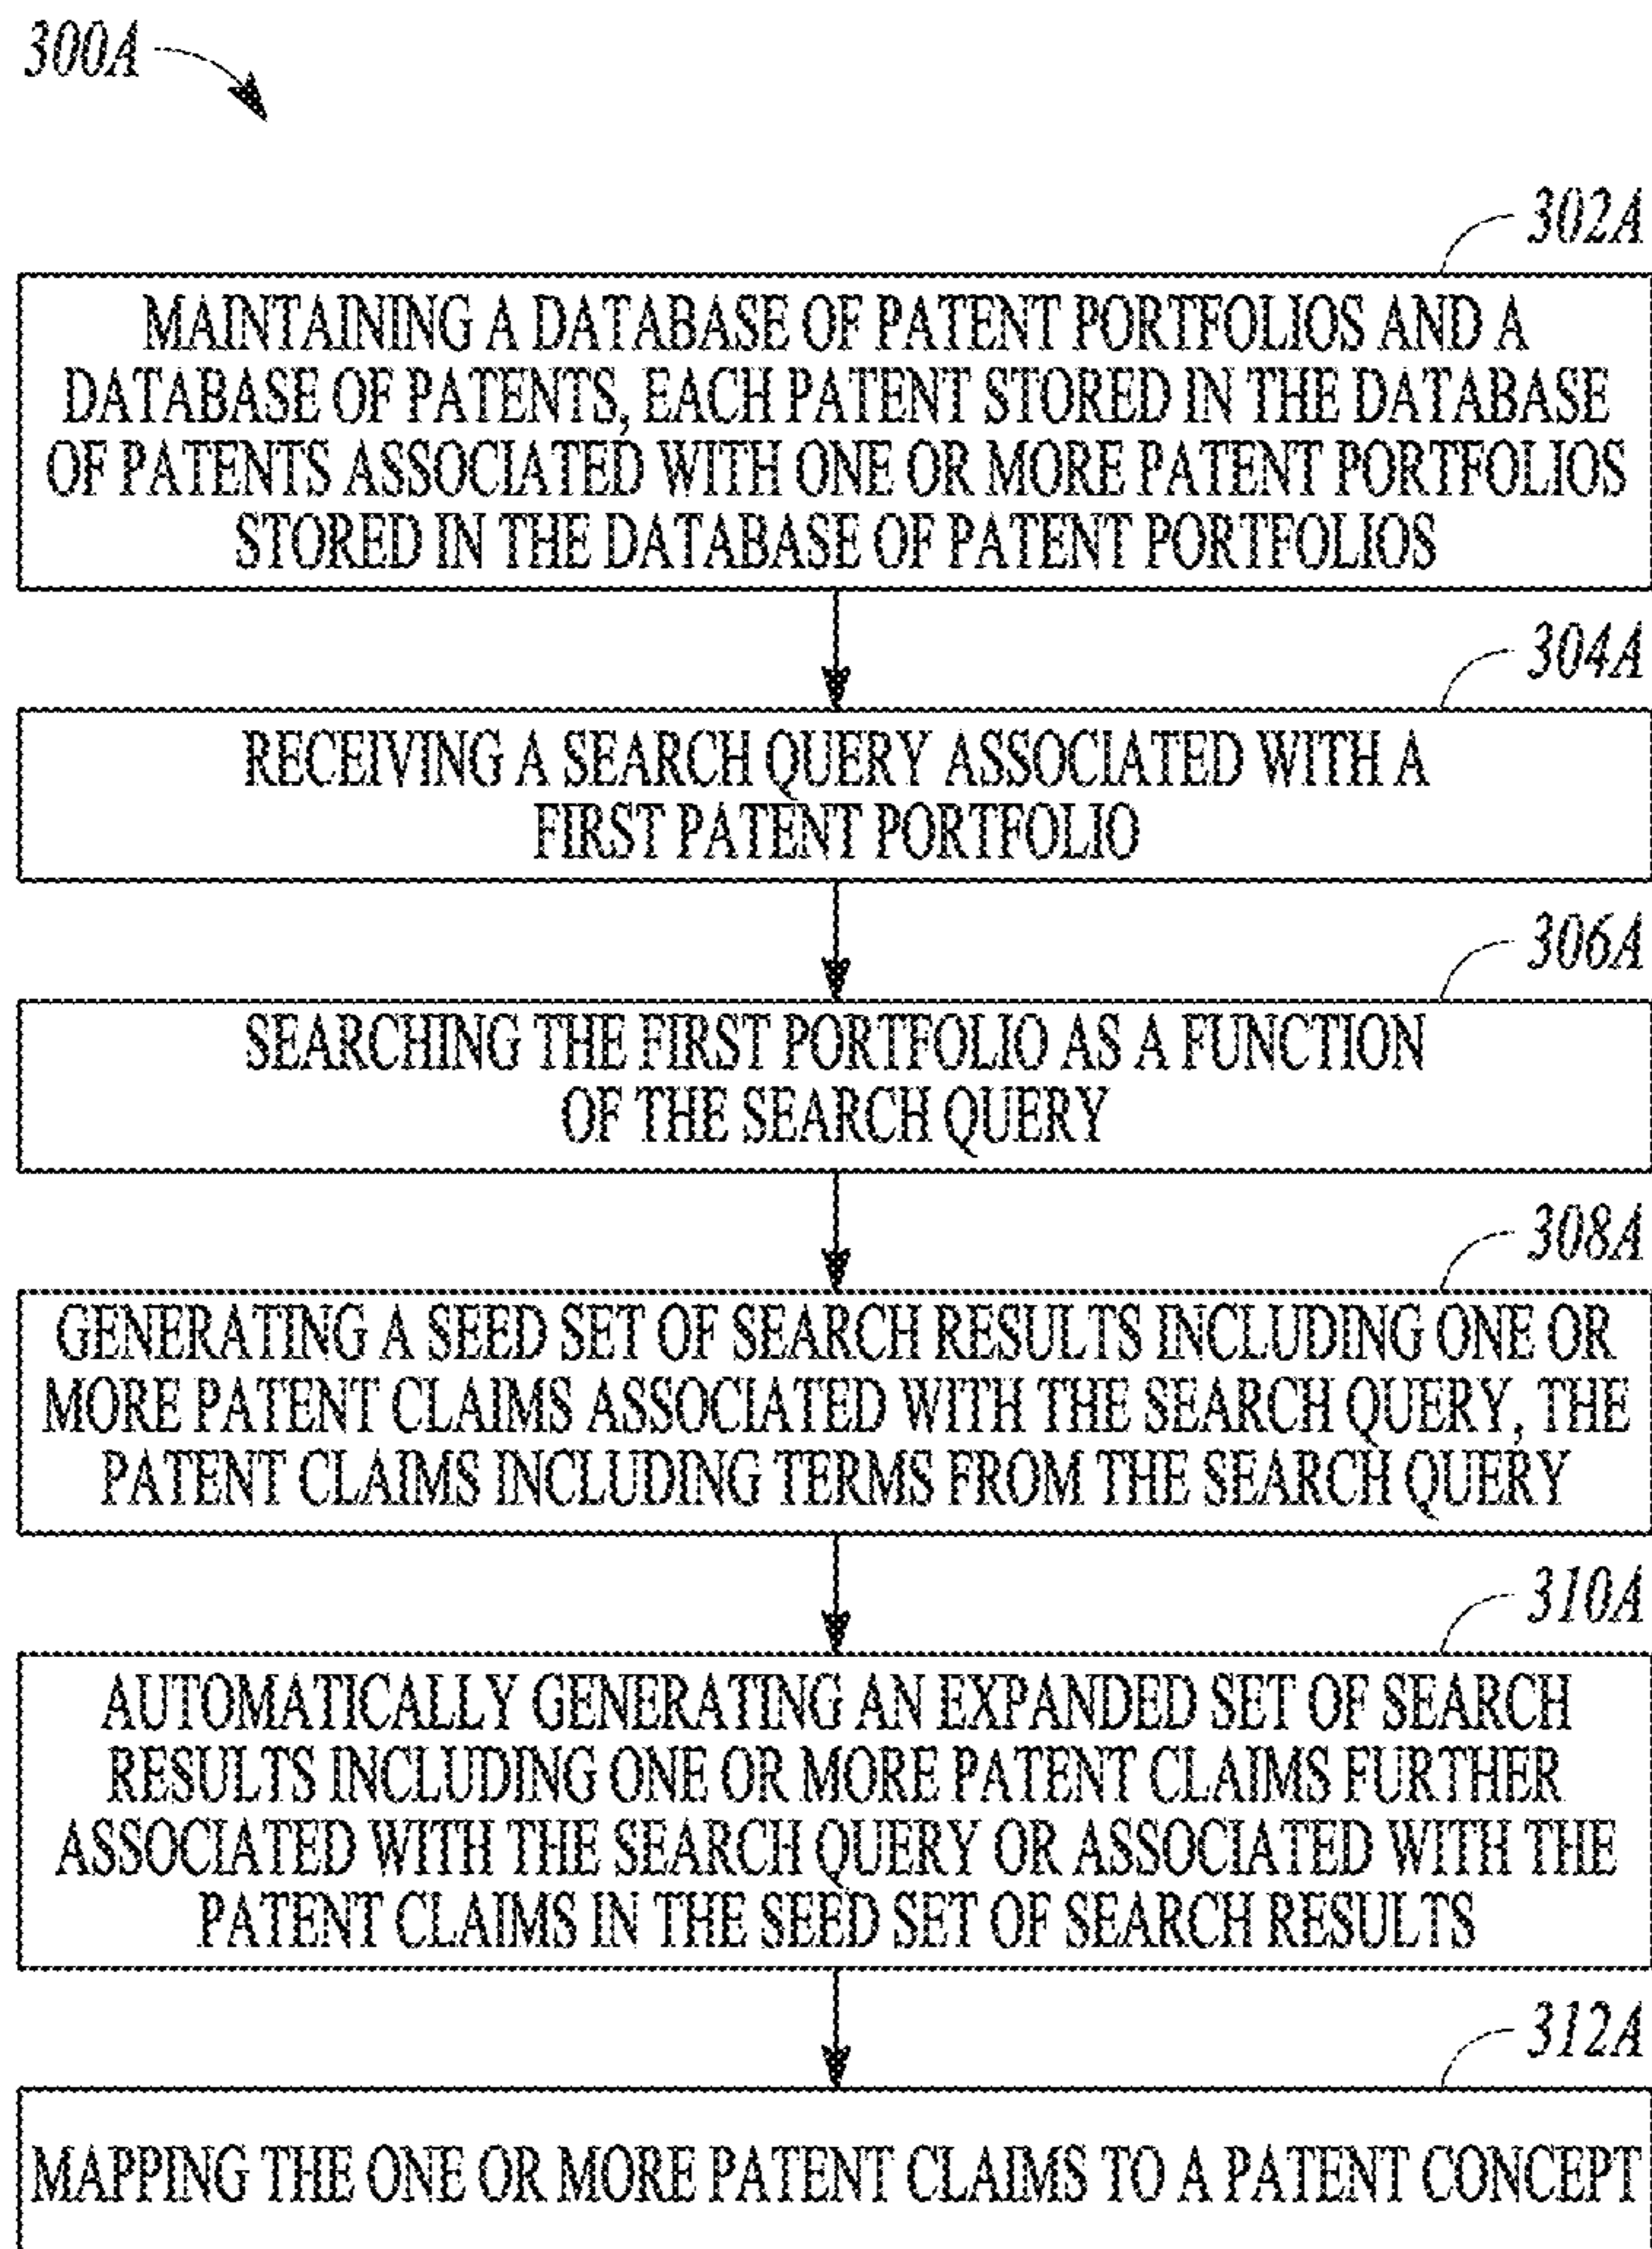 300A
302A
MAINTAINING A DATABASE OF PATENT PORTFOLIOS AND A
DATABASE OF PATENTS, EACH PATENT STORED IN THE DATABASE
OF PATENTS ASSOCIATED WITH ONE OR MORE PATENT PORTFOLIOS
STORED IN THE DATABASE OF PATENT PORTFOLIOS
304A
RECEIVING A SEARCH QUERY ASSOCIATED WITH A
FIRST PATENT PORTFOLIO
306A
SEARCHING THE FIRST PORTFOLIO AS A FUNCTION
OF THE SEARCH QUERY
308A
GENERATING A SEED SET OF SEARCH RESULTS INCLUDING ONE OR
MORE PATENT CLAIMS ASSOCIATED WITH THE SEARCH QUERY, THE
PATENT CLAIMS INCLUDING TERMS FROM THE SEARCH QUERY
310A
AUTOMATICALLY GENERATING AN EXPANDED SET OF SEARCH
RESULTS INCLUDING ONE OR MORE PATENT CLAIMS FURTHER
ASSOCIATED WITH THE SEARCH QUERY OR ASSOCIATED WITH THE
PATENT CLAIMS IN THE SEED SET OF SEARCH RESULTS
312A
MAPPING THE ONE OR MORE PATENT CLAIMS TO A PATENT CONCEPT